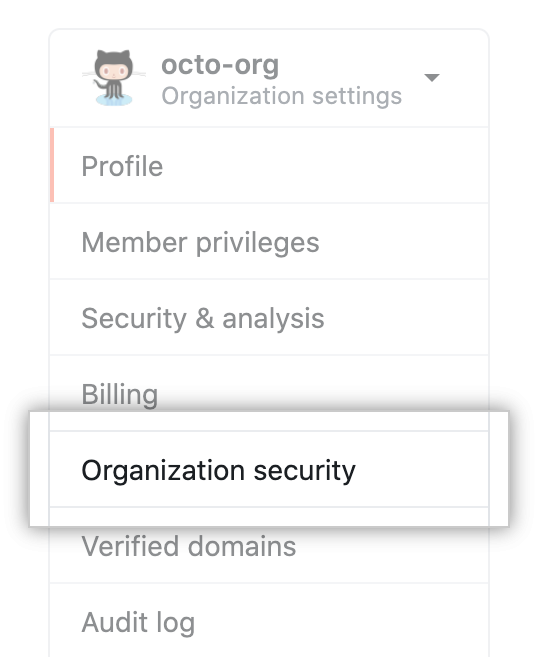 octo-org
Organization settings
Profile
Member privileges
Security & analysis
Billing
Organization security
Verified domains
Audit log